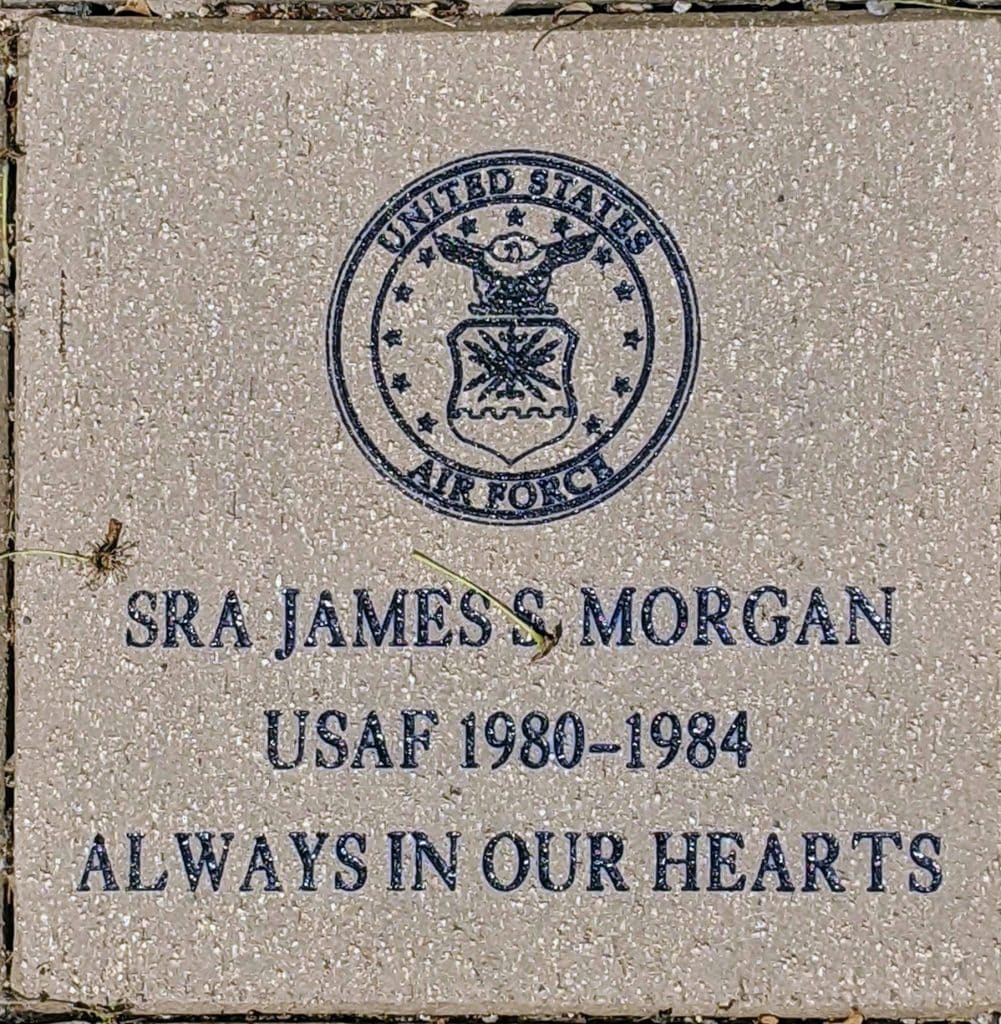 UNITED STATES
AIR FORCE
SRA JAMES S MORGAN
USAF 1980-1984
ALWAYS IN OUR HEARTS